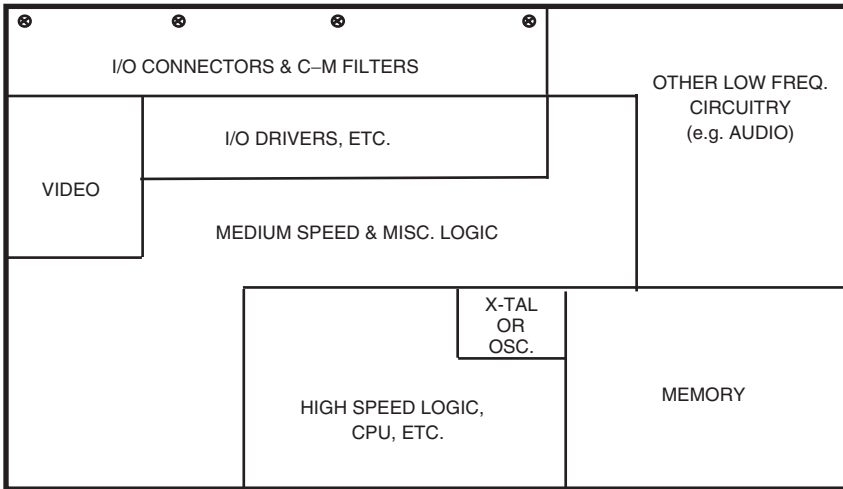 I/O CONNECTORS & C–M FILTERS
OTHER LOW FREQ.
CIRCUITRY
(e.g. AUDIO)
I/O DRIVERS, ETC.
VIDEO
MEDIUM SPEED & MISC. LOGIC
X-TAL
OR
OSC.
HIGH SPEED LOGIC,
CPU, ETC.
MEMORY